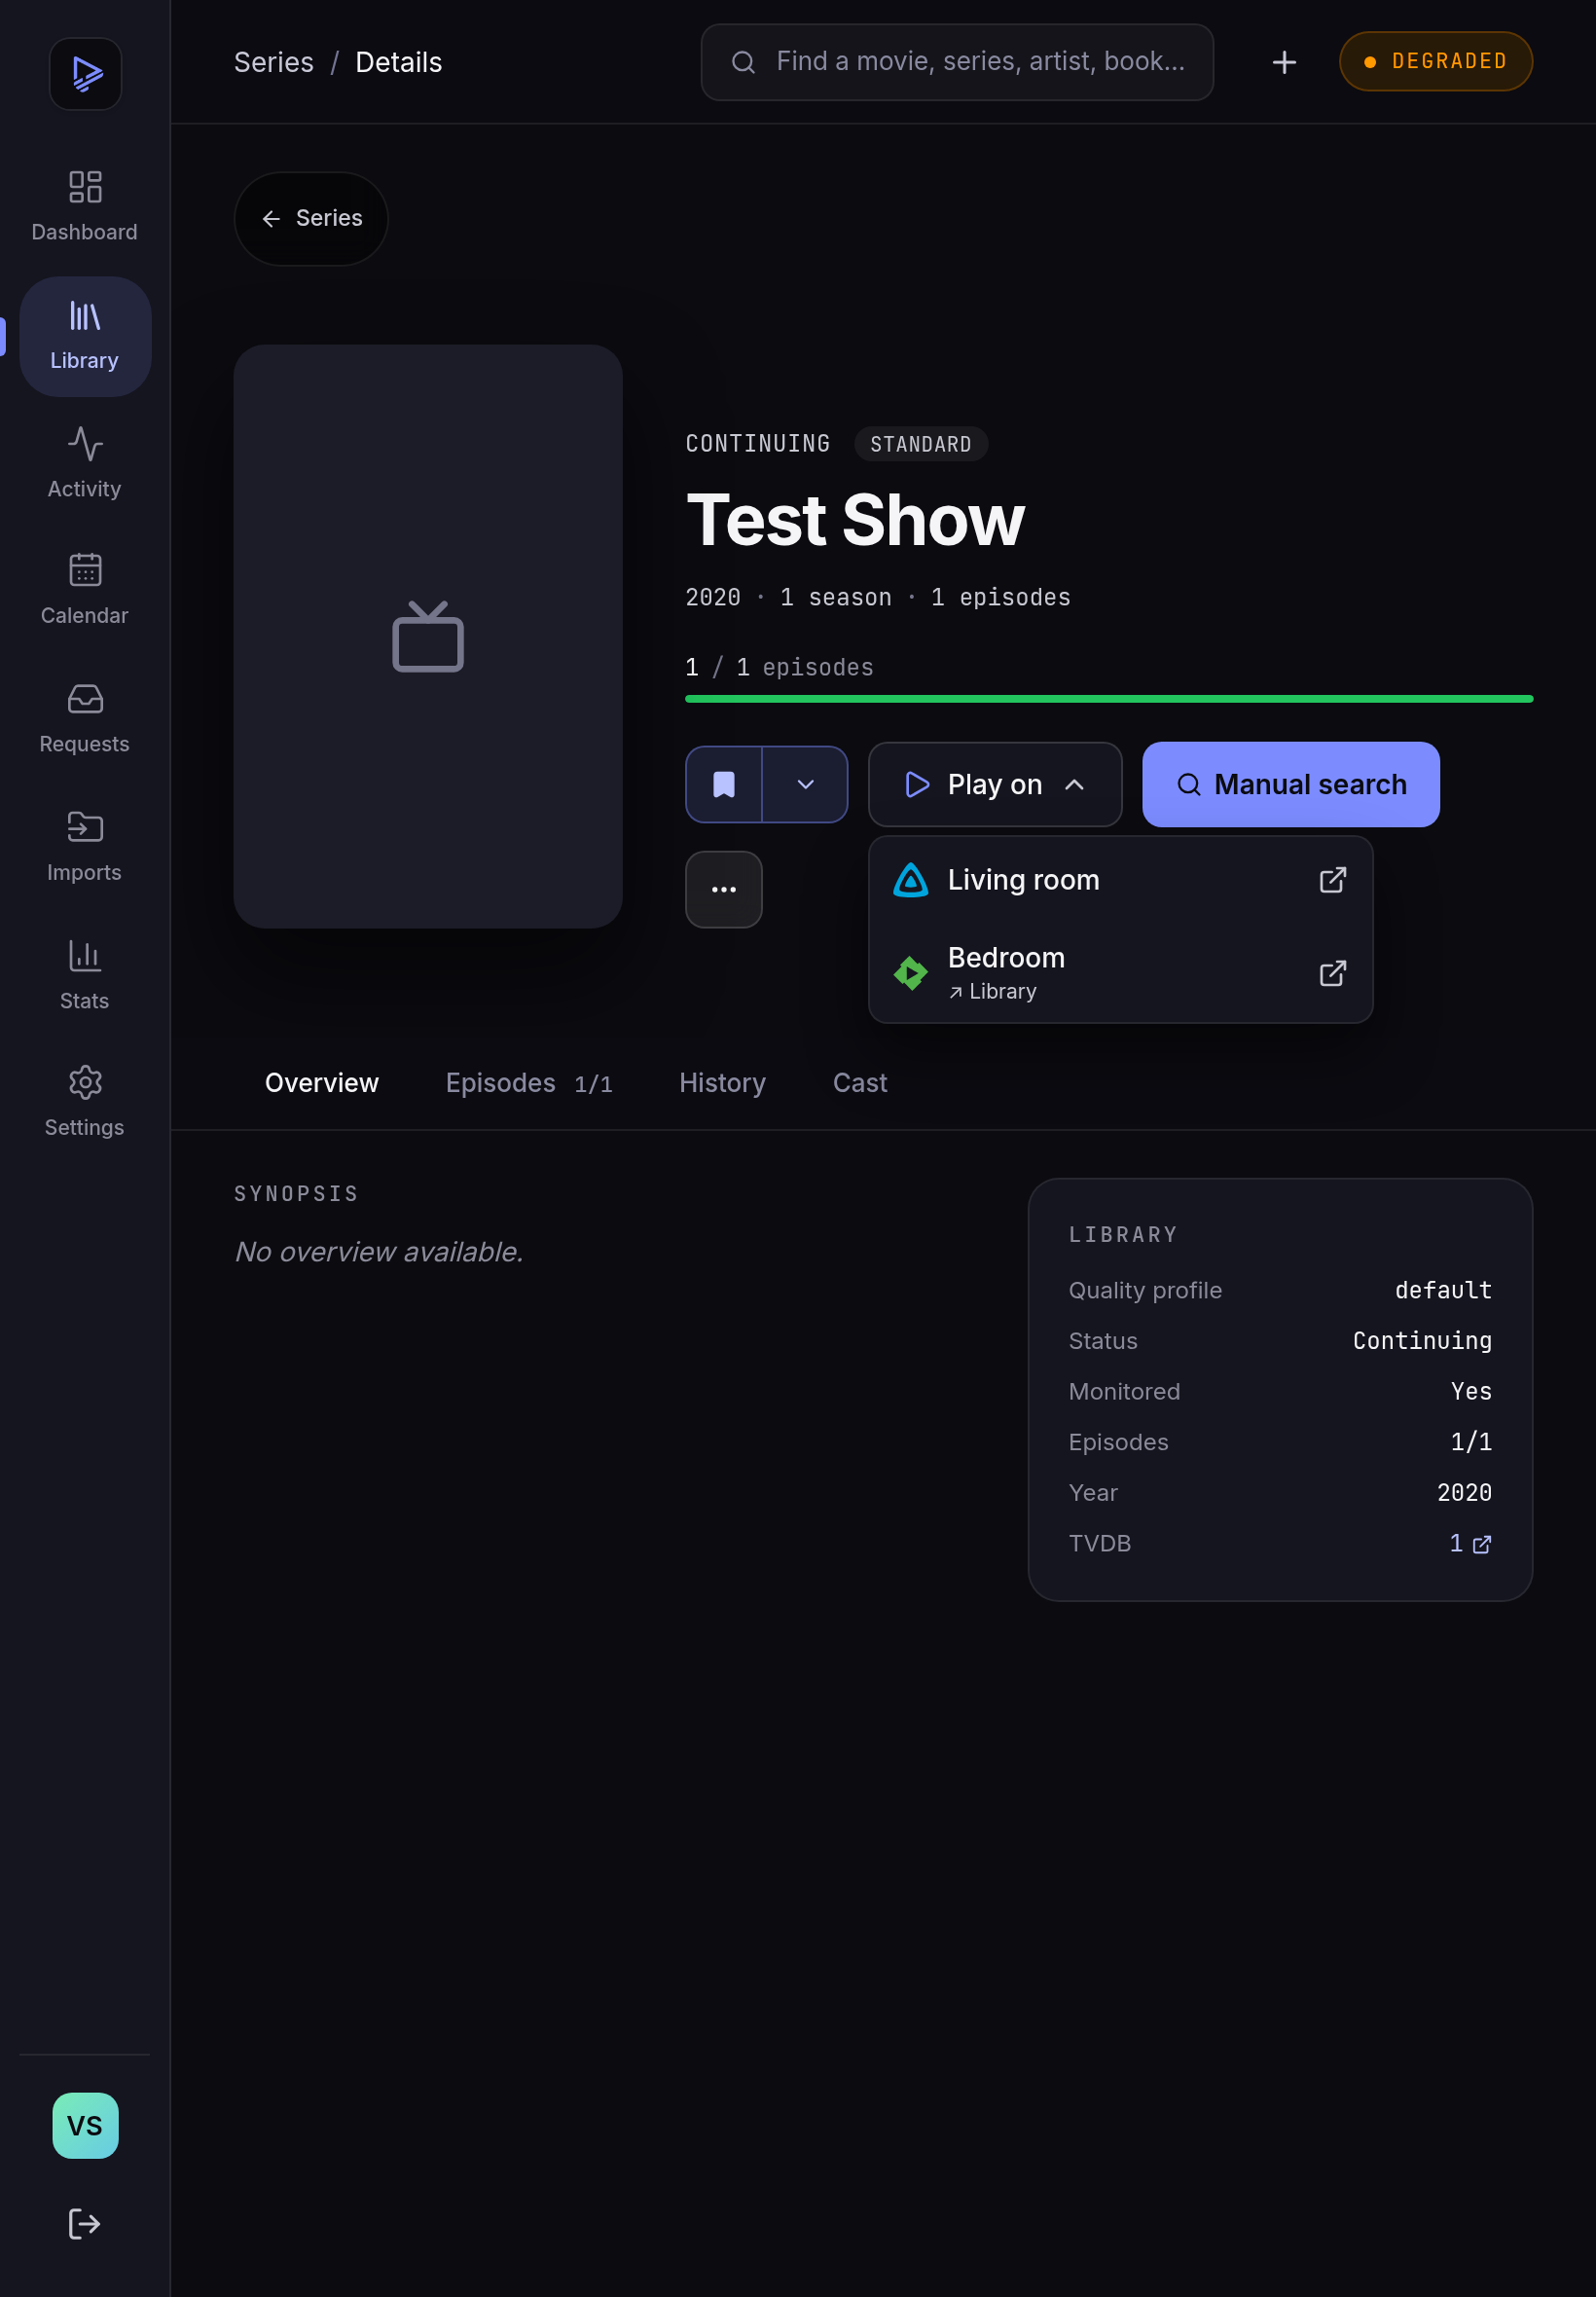 Series / Details
Find a movie, series, artist, book...
DEGRADED
Dashboard
Library
Activity
Calendar
Requests
Imports
Stats
Settings
VS
Series
CONTINUING STANDARD
Test Show
2020 · 1 season · 1 episodes
1 / 1 episodes
Play on
Manual search
Living room
Bedroom
Library
Overview
Episodes 1/1
History
Cast
SYNOPSIS
No overview available.
LIBRARY
Quality profile default
Status Continuing
Monitored Yes
Episodes 1/1
Year 2020
TVDB 1